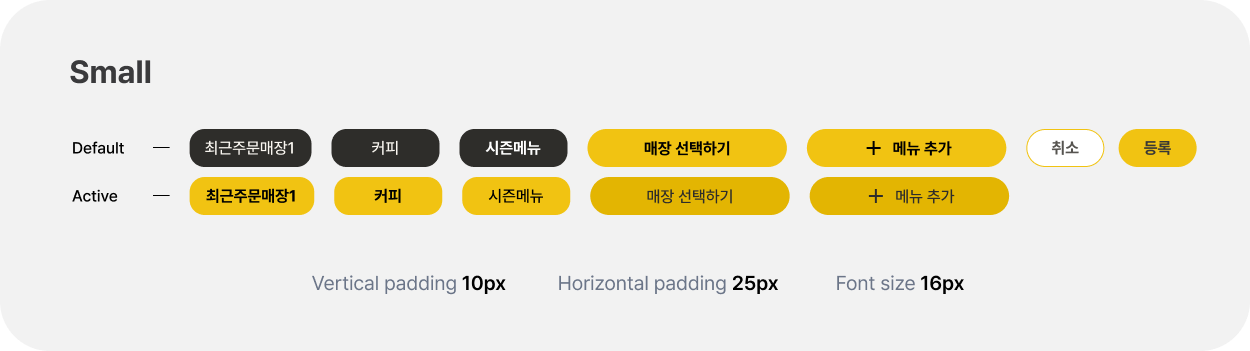 Small
Default — 최근주문매장1 커피 시즌메뉴 매장 선택하기 + 메뉴 추가 취소 등록
Active — 최근주문매장1 커피 시즌메뉴 매장 선택하기 + 메뉴 추가
Vertical padding 10px Horizontal padding 25px Font size 16px